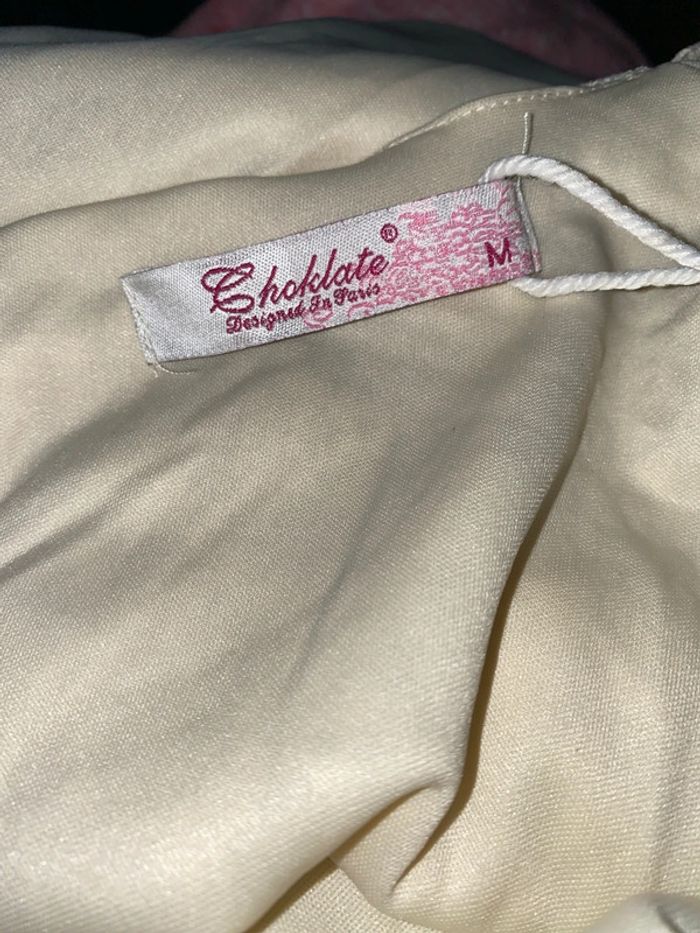 Choklate®
Designed In Paris
M